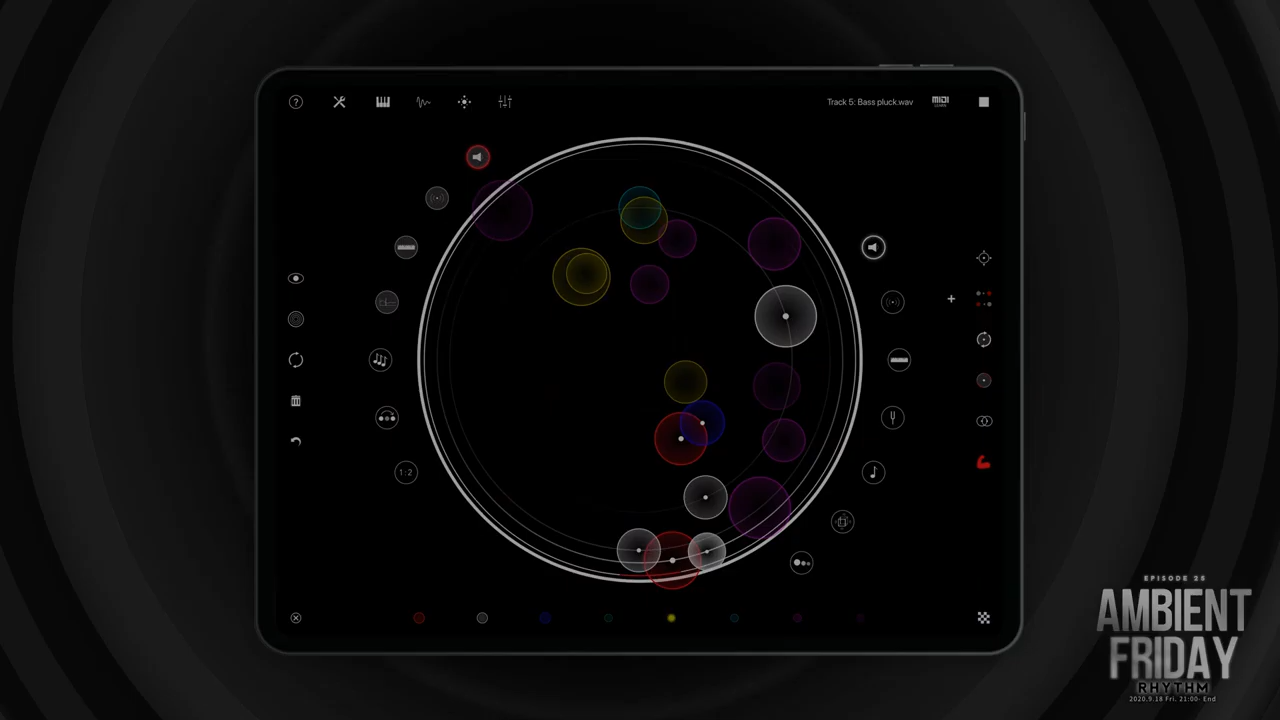 ?
Track 5: Bass pluck.wav
MIDI
LEARN
1:2
EPISODE 25
AMBIENT
FRIDAY
RHYTHM
2020.9.18 Fri. 21:00- End